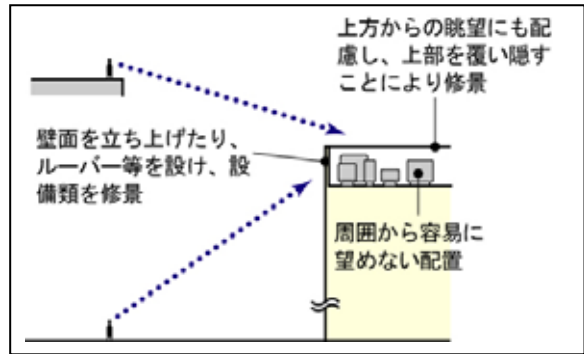 上方からの眺望にも配
慮し、上部を覆い隠す
ことにより修景
壁面を立ち上げたり、
ルーバー等を設け、設
備類を修景
周囲から容易に
望めない配置